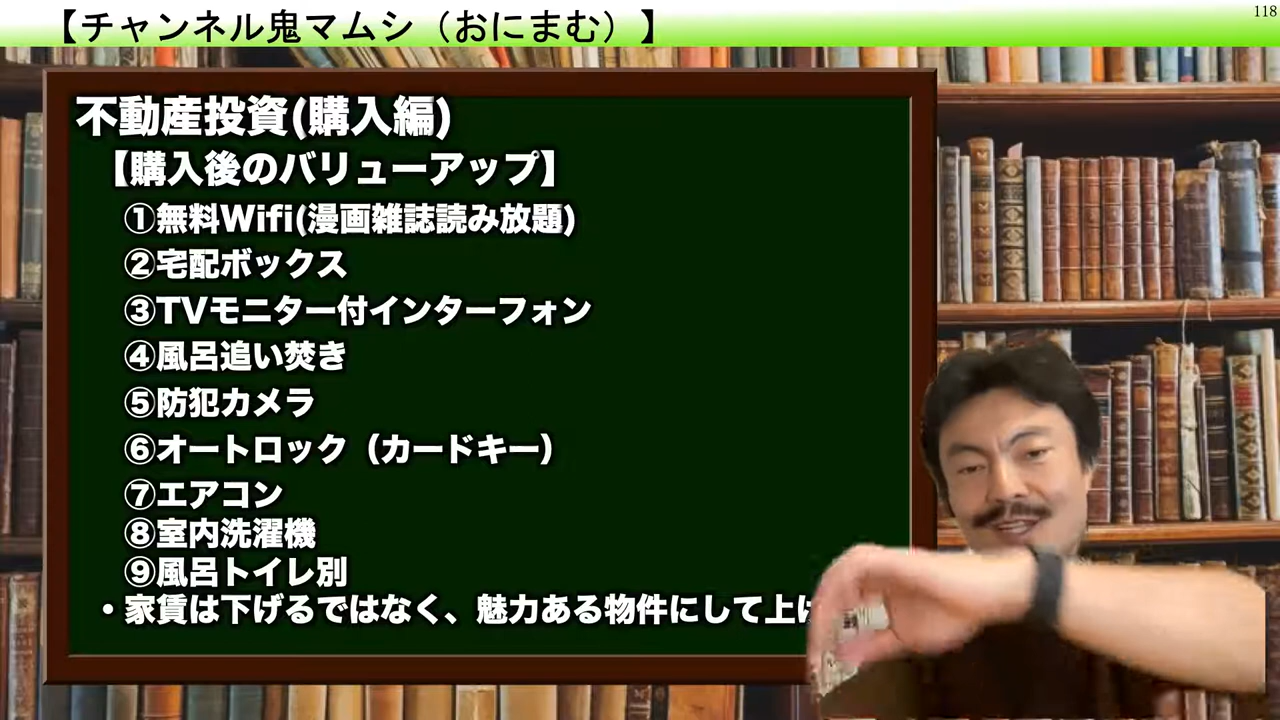 118
【チャンネル鬼マムシ（おにまむ）】
不動産投資(購入編)
【購入後のバリューアップ】
①無料Wifi(漫画雑誌読み放題)
②宅配ボックス
③TVモニター付インターフォン
④風呂追い焚き
⑤防犯カメラ
⑥オートロック（カードキー）
⑦エアコン
⑧室内洗濯機
⑨風呂トイレ別
・家賃は下げるではなく、魅力ある物件にして上げ